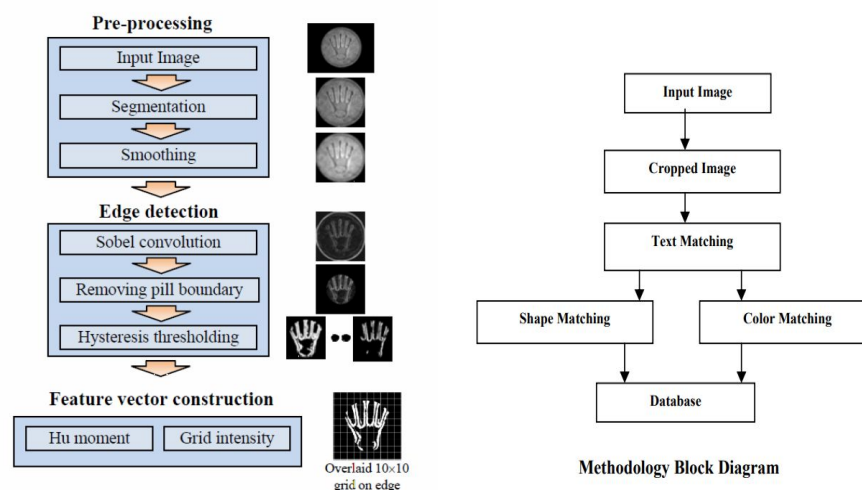 Pre-processing
Input Image
Segmentation
Smoothing
Edge detection
Sobel convolution
Removing pill boundary
Hysteresis thresholding
Feature vector construction
Hu moment
Grid intensity
Overlaid 10×10
grid on edge
Input Image
Cropped Image
Text Matching
Shape Matching
Color Matching
Database
Methodology Block Diagram